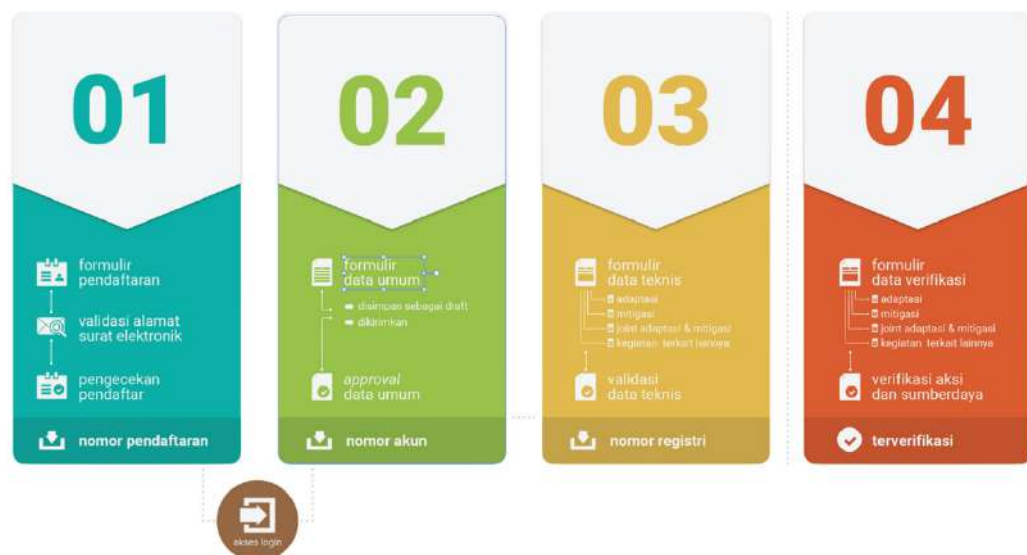 01
formulir
pendaftaran
validasi alamat
surat elektronik
pengecekan
pendaftar
nomor pendaftaran
akses login
02
formulir
data umum
disimpas sebagai draft
dikirimkan
approval
data umum
nomor akun
03
formulir
data teknis
adaptasi
mitigasi
joint adaptasi & mitigasi
kegiatan terkait lainnya
validasi
data teknis
nomor registri
04
formulir
data verifikasi
adaptasi
mitigasi
joint adaptasi & mitigasi
kegiatan terkait lainnya
verifikasi aksi
dan sumberdaya
terverifikasi